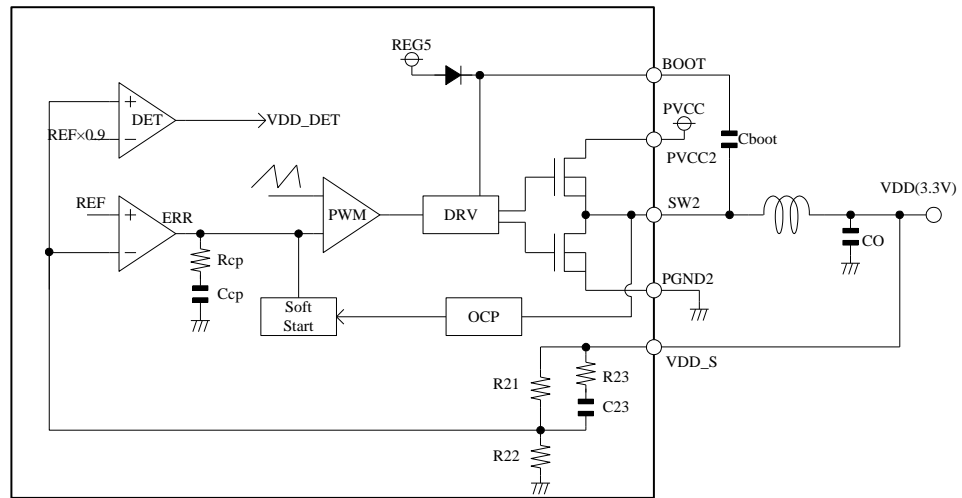 REG5
BOOT
PVCC
DET
VDD_DET
REF×0.9
Cboot
PVCC2
VDD(3.3V)
REF
ERR
PWM
DRV
SW2
CO
Rcp
Ccp
PGND2
Soft
Start
OCP
VDD_S
R21
R23
C23
R22